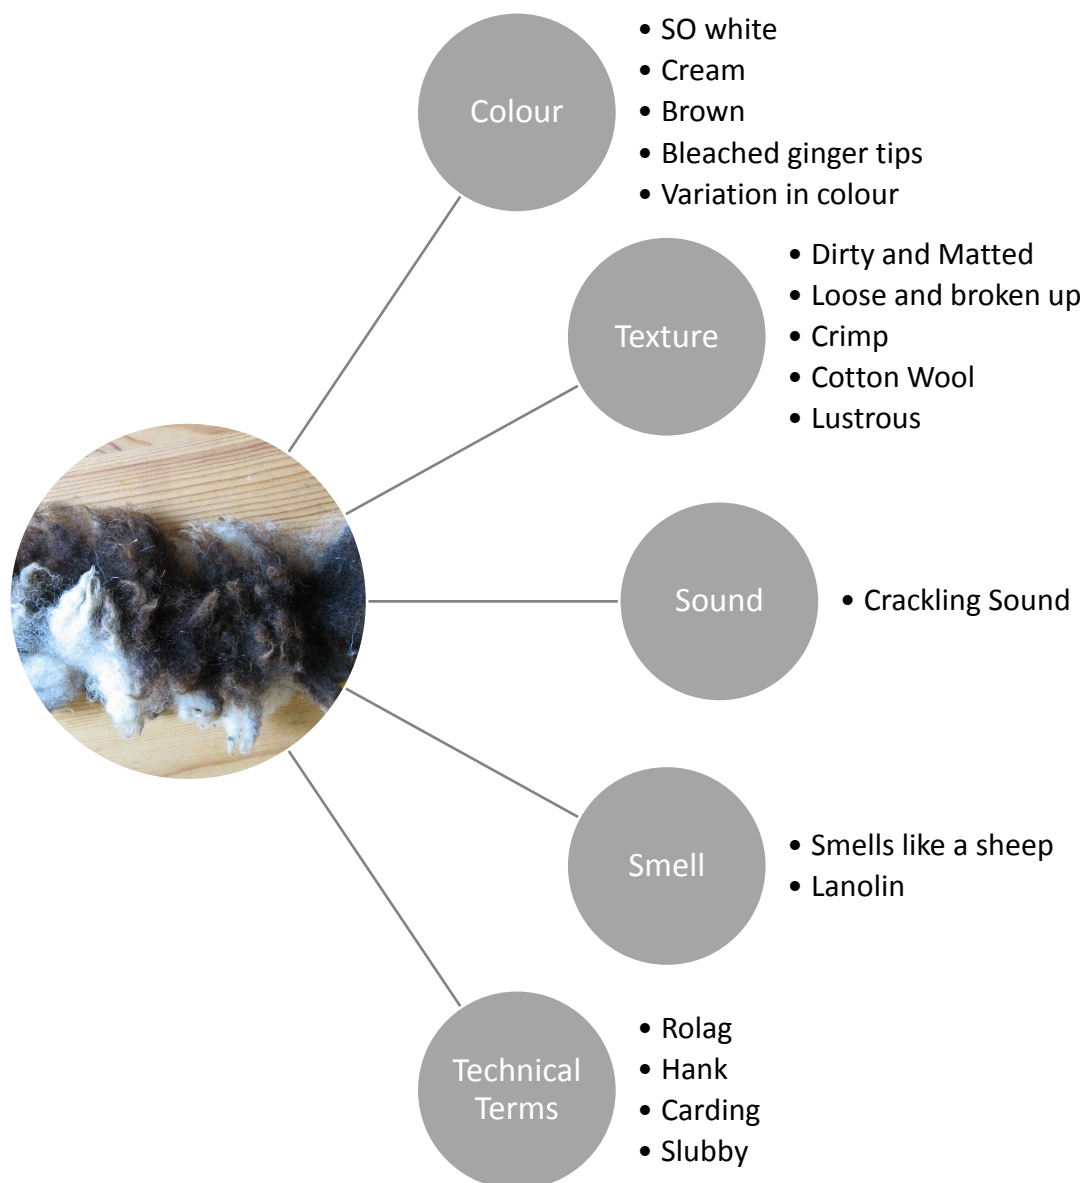 Colour
• SO white
• Cream
• Brown
• Bleached ginger tips
• Variation in colour
Texture
• Dirty and Matted
• Loose and broken up
• Crimp
• Cotton Wool
• Lustrous
Sound
• Crackling Sound
Smell
• Smells like a sheep
• Lanolin
Technical
Terms
• Rolag
• Hank
• Carding
• Slubby